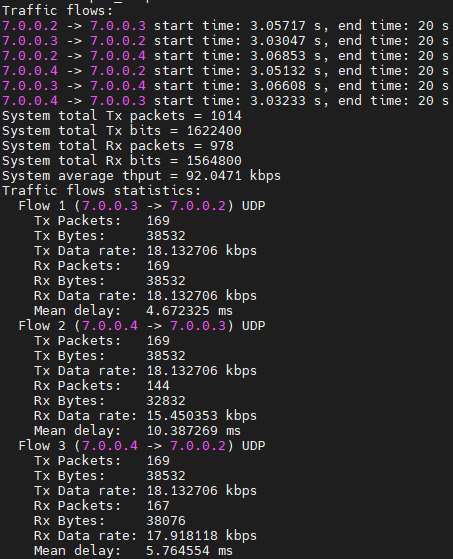 Traffic flows:
7.0.0.2 -> 7.0.0.3 start time: 3.05717 s, end time: 20 s
7.0.0.3 -> 7.0.0.2 start time: 3.03047 s, end time: 20 s
7.0.0.2 -> 7.0.0.4 start time: 3.06853 s, end time: 20 s
7.0.0.4 -> 7.0.0.2 start time: 3.05132 s, end time: 20 s
7.0.0.3 -> 7.0.0.4 start time: 3.06608 s, end time: 20 s
7.0.0.4 -> 7.0.0.3 start time: 3.03233 s, end time: 20 s
System total Tx packets = 1014
System total Tx bits = 1622400
System total Rx packets = 978
System total Rx bits = 1564800
System average thput = 92.0471 kbps
Traffic flows statistics:
Flow 1 (7.0.0.3 -> 7.0.0.2) UDP
Tx Packets: 169
Tx Bytes: 38532
Tx Data rate: 18.132706 kbps
Rx Packets: 169
Rx Bytes: 38532
Rx Data rate: 18.132706 kbps
Mean delay: 4.672325 ms
Flow 2 (7.0.0.4 -> 7.0.0.3) UDP
Tx Packets: 169
Tx Bytes: 38532
Tx Data rate: 18.132706 kbps
Rx Packets: 144
Rx Bytes: 32832
Rx Data rate: 15.450353 kbps
Mean delay: 10.387269 ms
Flow 3 (7.0.0.4 -> 7.0.0.2) UDP
Tx Packets: 169
Tx Bytes: 38532
Tx Data rate: 18.132706 kbps
Rx Packets: 167
Rx Bytes: 38076
Rx Data rate: 17.918118 kbps
Mean delay: 5.764554 ms